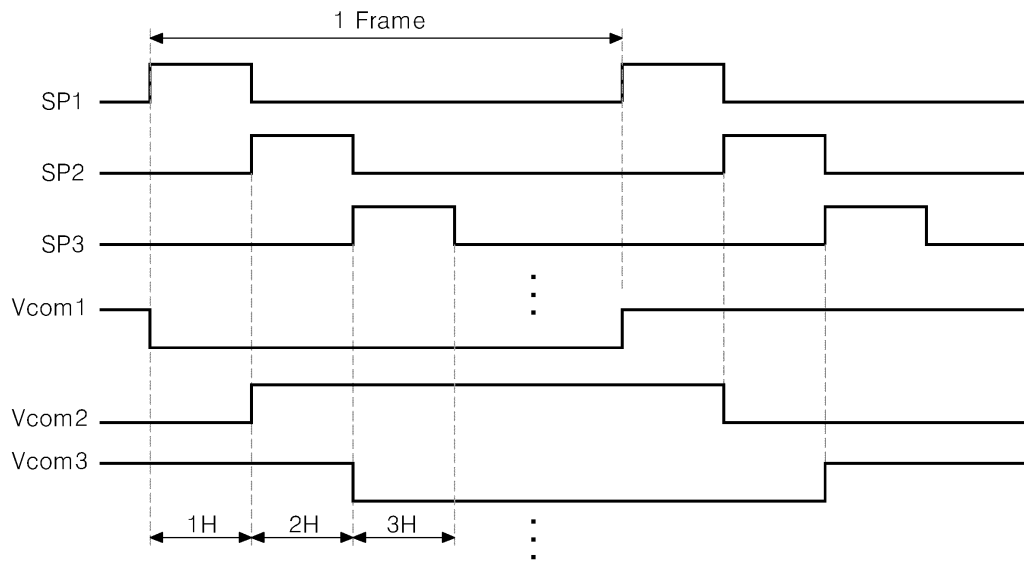 1 Frame
SP1
SP2
SP3
Vcom1
Vcom2
Vcom3
1H 2H 3H